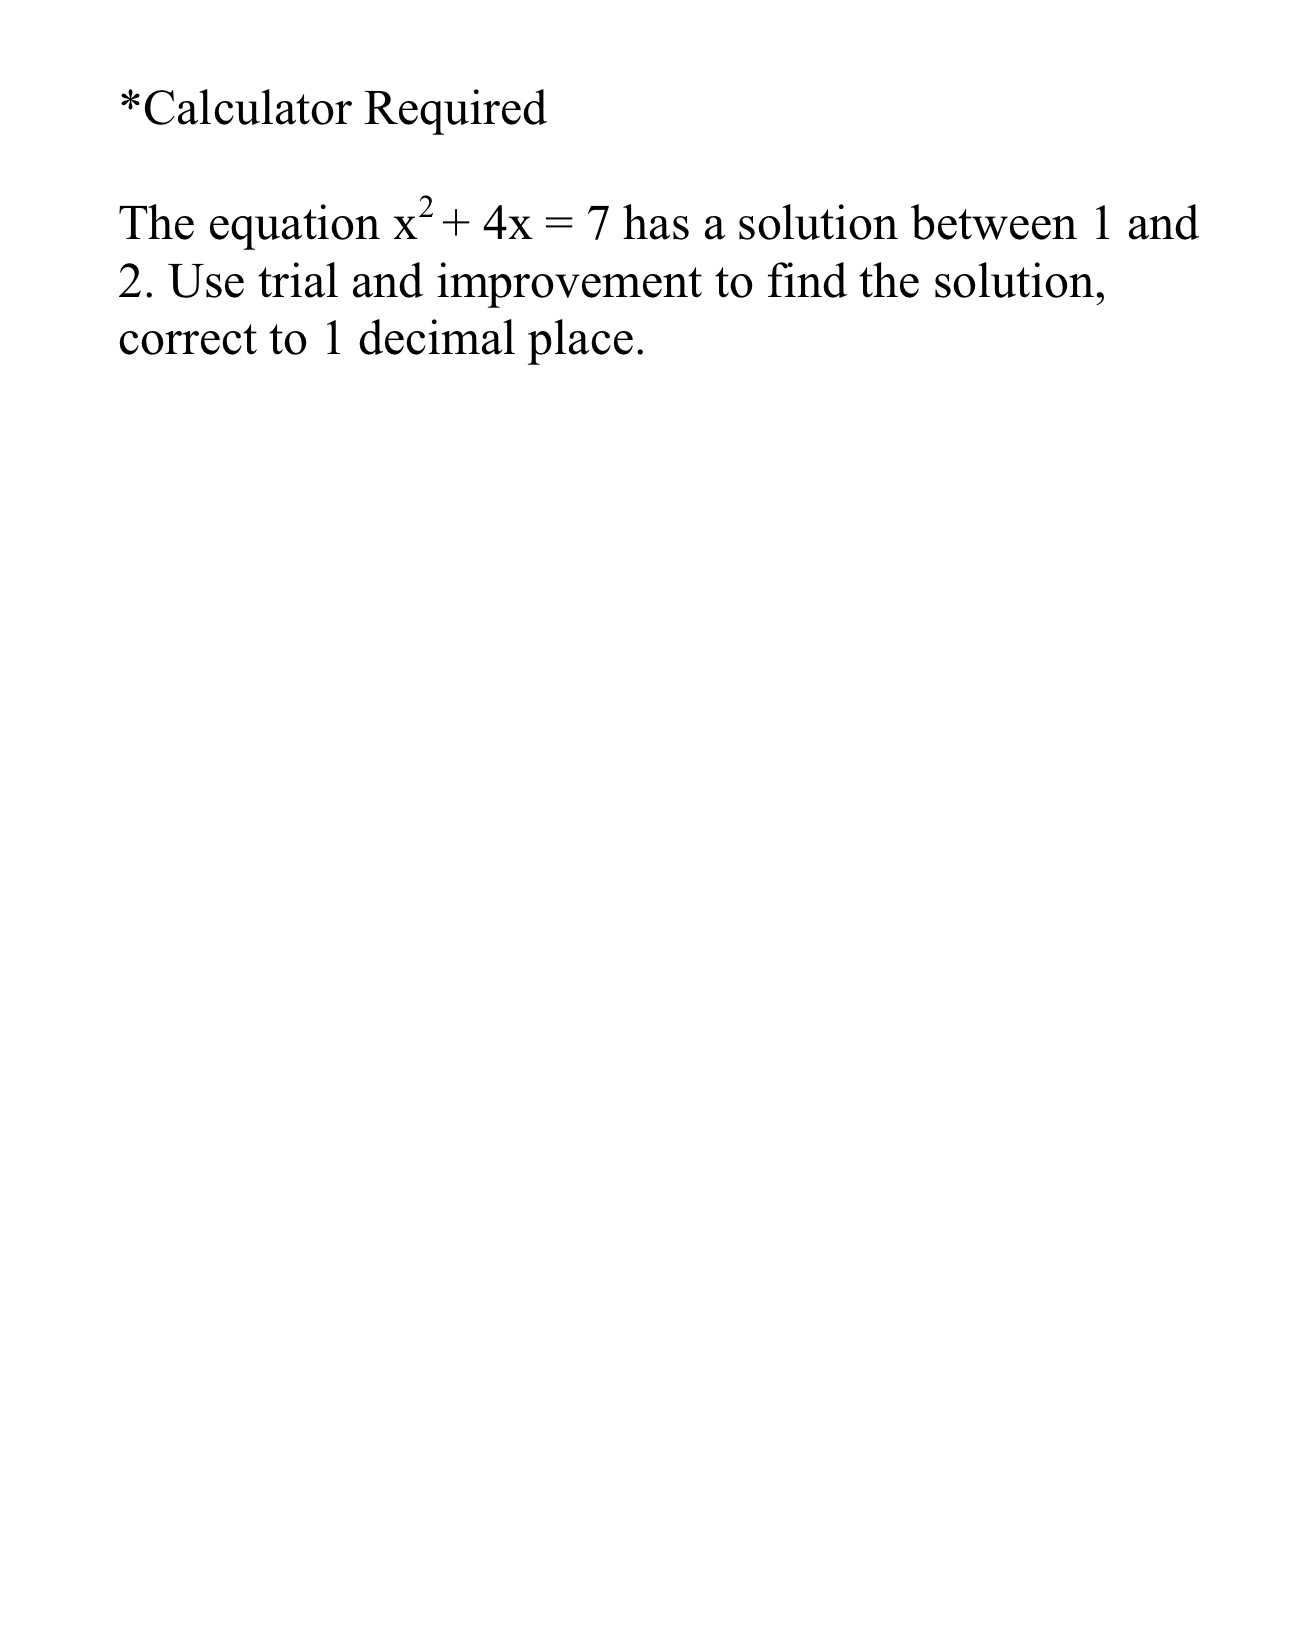 *Calculator Required
The equation x² + 4x = 7 has a solution between 1 and
2. Use trial and improvement to find the solution,
correct to 1 decimal place.